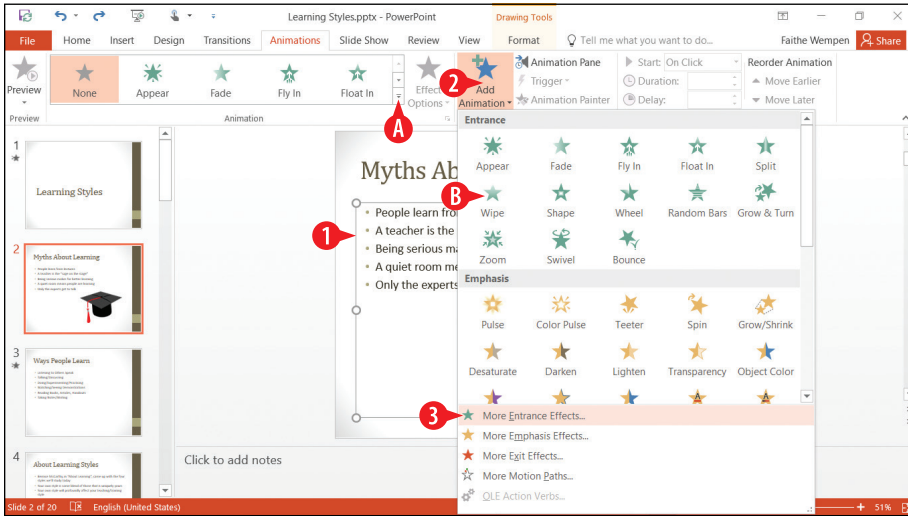 Learning Styles.pptx - PowerPoint
Drawing Tools
File Home Insert Design Transitions Animations Slide Show Review View Format Tell me what you want to do... Faithe Wempen Share
Preview
None Appear Fade Fly In Float In
Effect Options
Add Animation
Animation Pane
Trigger
Animation Painter
Start: On Click
Duration:
Delay:
Reorder Animation
Move Earlier
Move Later
Preview Animation
A
2
Entrance
Appear Fade Fly In Float In Split
B
Wipe Shape Wheel Random Bars Grow & Turn
Zoom Swivel Bounce
Emphasis
Pulse Color Pulse Teeter Spin Grow/Shrink
Desaturate Darken Lighten Transparency Object Color
3
More Entrance Effects...
More Emphasis Effects...
More Exit Effects...
More Motion Paths...
OLE Action Verbs...
1
Learning Styles
2
Myths About Learning
3
Ways People Learn
4
About Learning Styles
Myths Ab
1
• People learn fro
• A teacher is the
• Being serious ma
• A quiet room me
• Only the experts
Click to add notes
Slide 2 of 20 English (United States) 51%